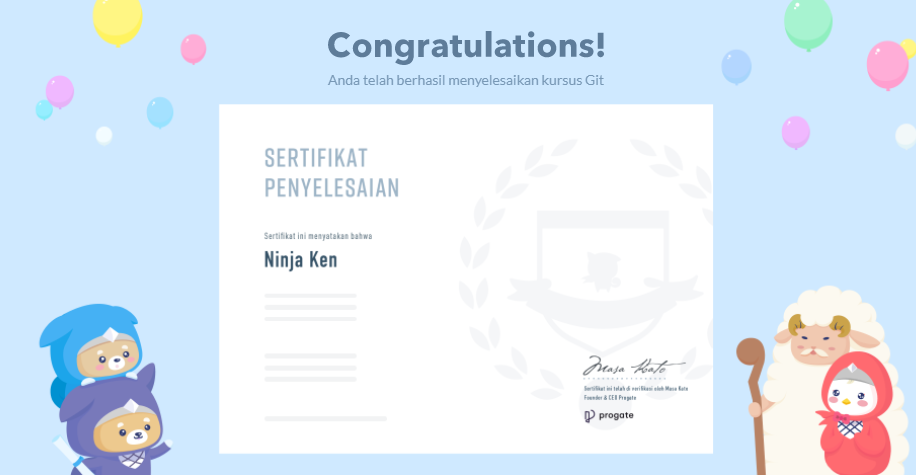 Congratulations!
Anda telah berhasil menyelesaikan kursus Git
SERTIFIKAT
PENYELESAIAN
Sertifikat ini menyatakan bahwa
Ninja Ken
Masa Kato
Sertifikat ini telah di verifikasi oleh Masa Kato
Founder & CEO Progate
progate